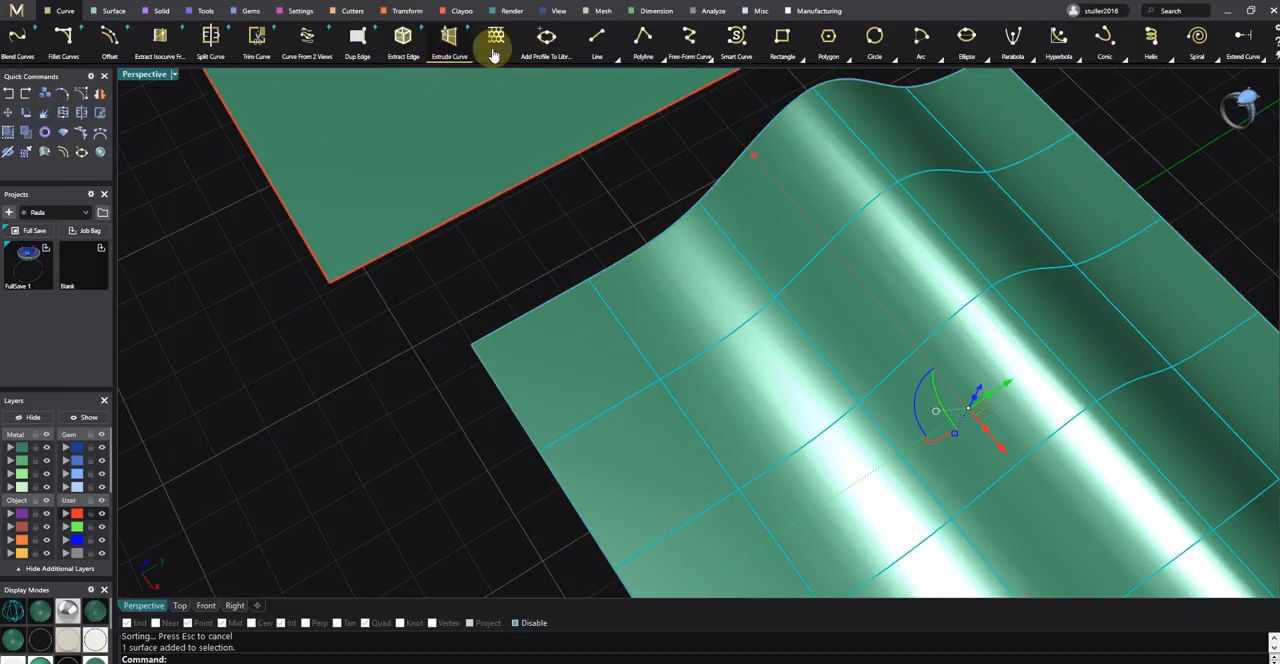 Curve Surface Solid Tools Gems Settings Cutters Transform Clayoo Render View Mesh Dimension Analyze Misc Manufacturing stuller2016 Search
Blend Curves Fillet Curves Offset Extract Isocurve Fr... Split Curve Trim Curve Curve From 2 Views Dup Edge Extract Edge Extrude Curve Add Profile To Libr... Line Polyline Free-Form Curve Smart Curve Rectangle Polygon Circle Arc Ellipse Parabola Hyperbola Conic Helix Spiral Extend Curve
Quick Commands
Perspective
Projects
Paula
Full Save Job Bag
FullSave 1 Blank
Layers
Hide Show
Metal Gem
Object User
Hide Additional Layers
Display Modes
z y x
Perspective Top Front Right
End Near Point Mid Cen Int Perp Tan Quad Knot Vertex Project Disable
Sorting... Press Esc to cancel
1 surface added to selection.
Command: